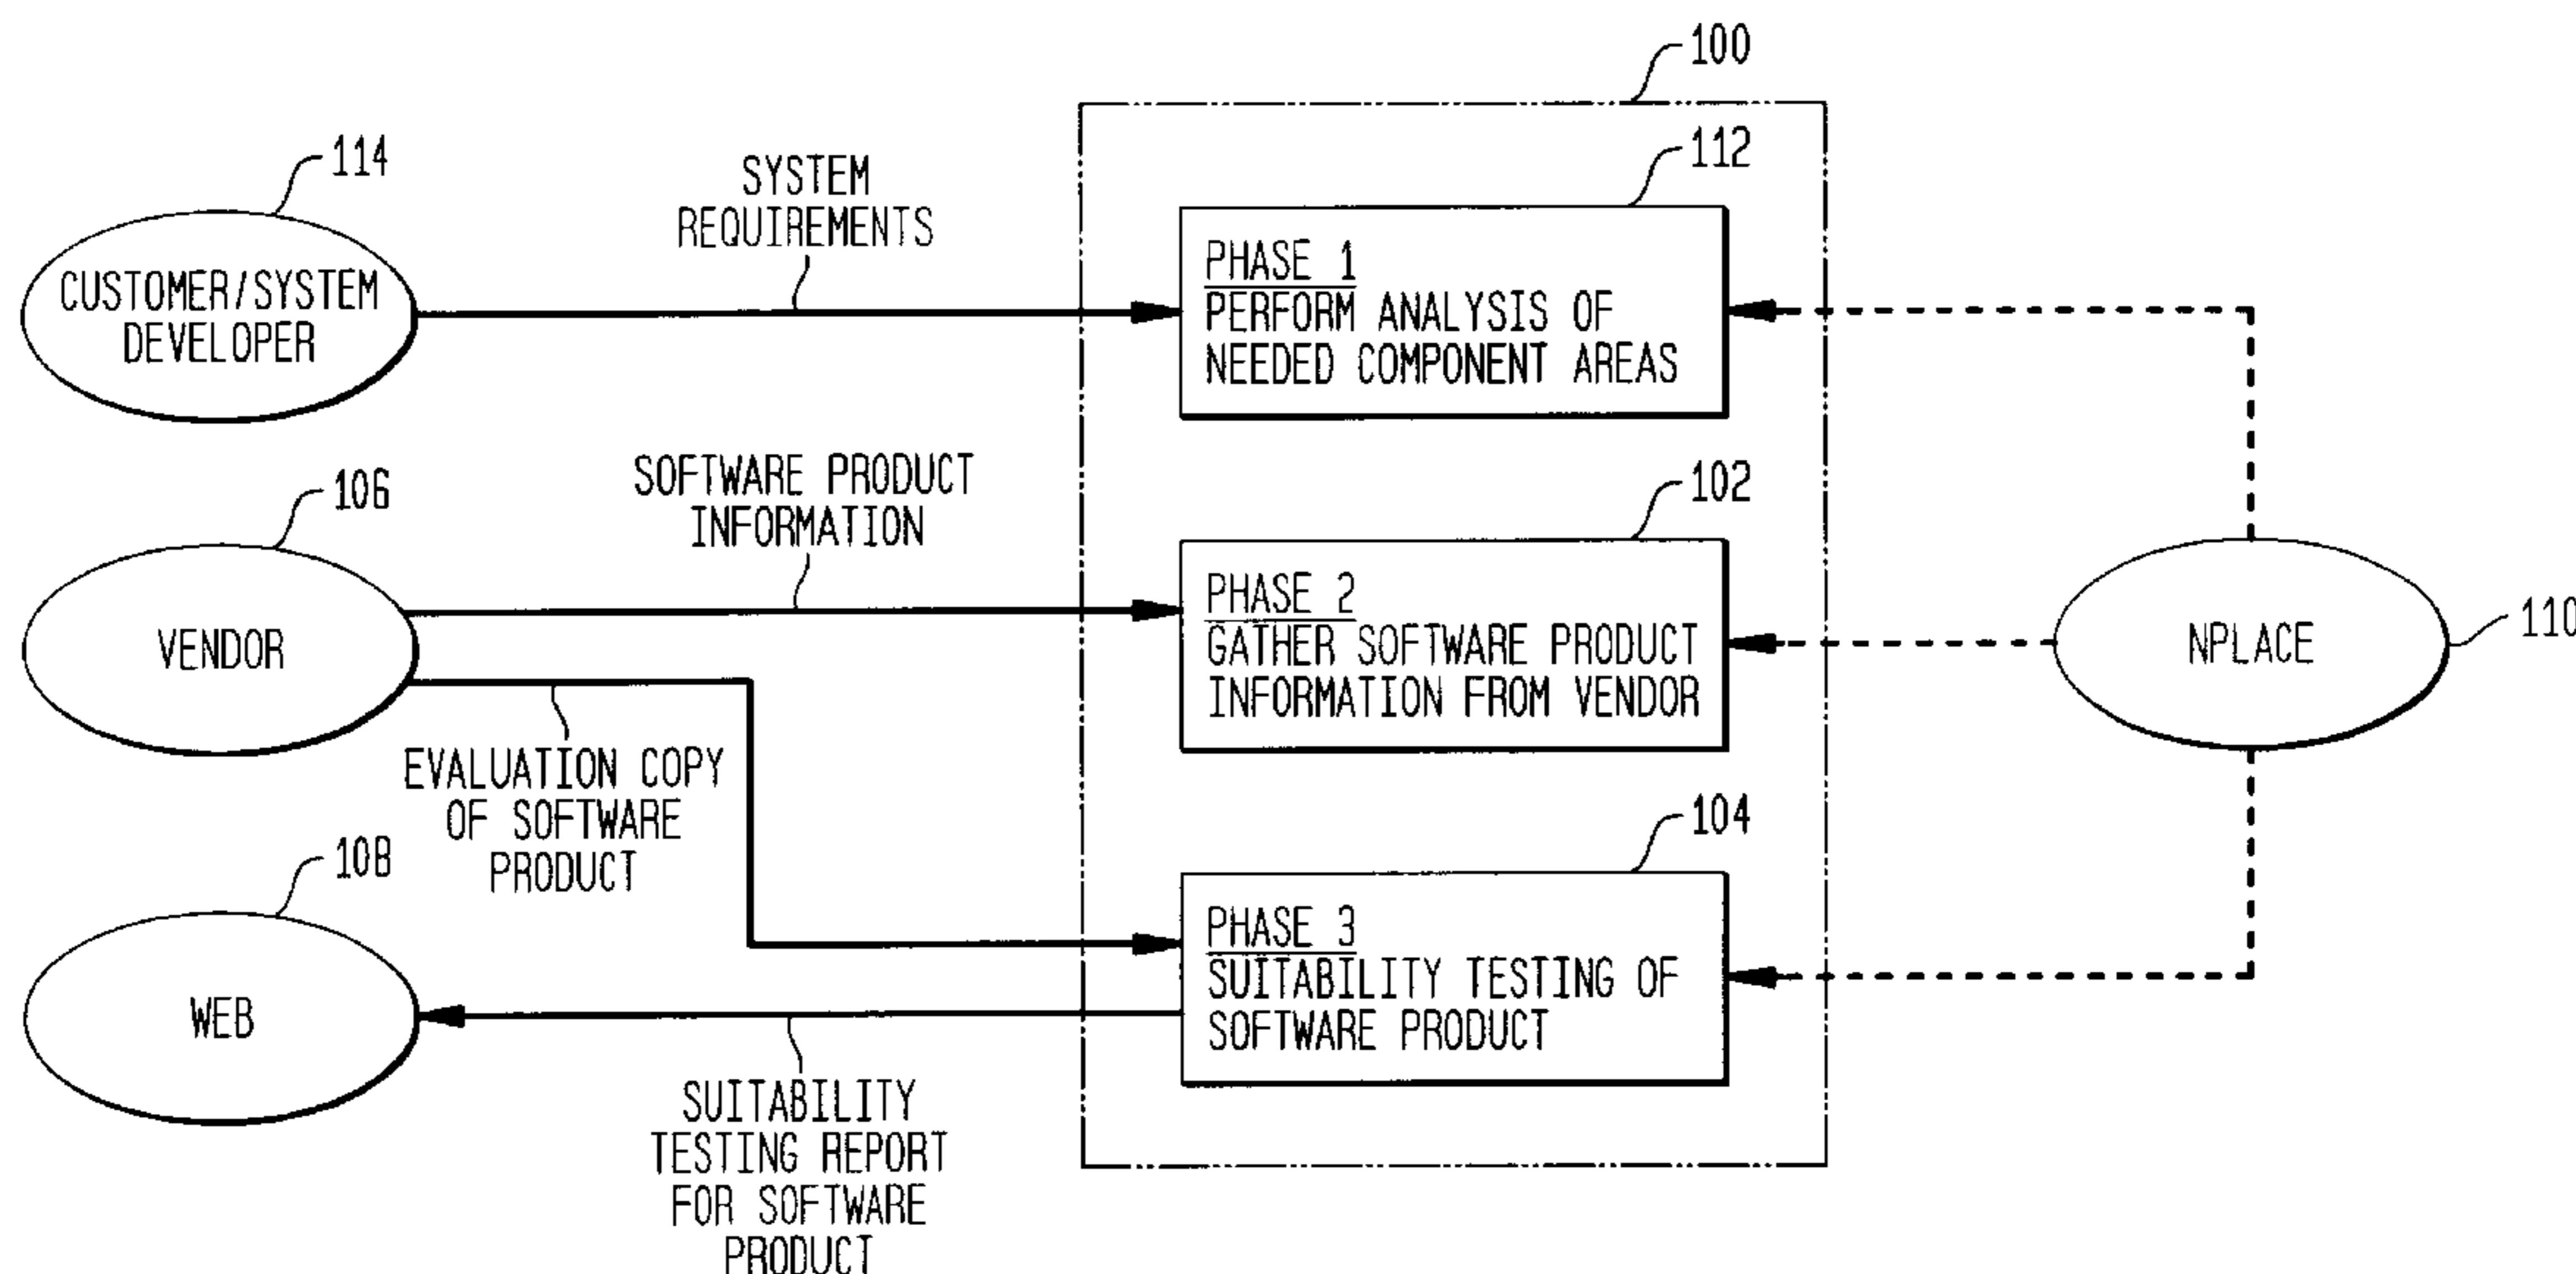 100
114
112
SYSTEM
REQUIREMENTS
CUSTOMER/SYSTEM
DEVELOPER
PHASE 1
PERFORM ANALYSIS OF
NEEDED COMPONENT AREAS
106
SOFTWARE PRODUCT
INFORMATION
102
VENDOR
PHASE 2
GATHER SOFTWARE PRODUCT
INFORMATION FROM VENDOR
NPLACE
110
EVALUATION COPY
OF SOFTWARE
PRODUCT
104
108
WEB
PHASE 3
SUITABILITY TESTING OF
SOFTWARE PRODUCT
SUITABILITY
TESTING REPORT
FOR SOFTWARE
PRODUCT